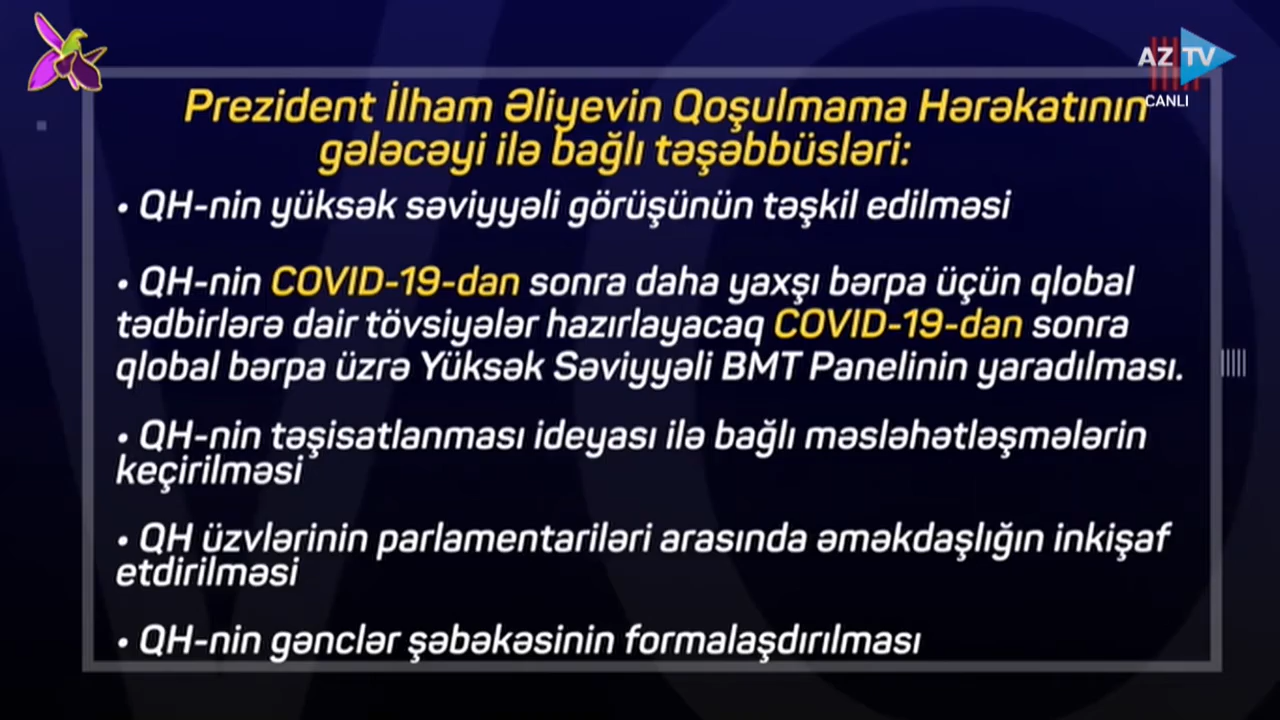 AZ TV
CANLI
Prezident İlham Əliyevin Qoşulmama Hərəkatının
gələcəyi ilə bağlı təşəbbüsləri:
• QH-nin yüksək səviyyəli görüşünün təşkil edilməsi
• QH-nin COVID-19-dan sonra daha yaxşı bərpa üçün qlobal
tədbirlərə dair tövsiyələr hazırlayacaq COVID-19-dan sonra
qlobal bərpa üzrə Yüksək Səviyyəli BMT Panelinin yaradılması.
• QH-nin təşisatlanması ideyası ilə bağlı məsləhətləşmələrin
keçirilməsi
• QH üzvlərinin parlamentariləri arasında əməkdaşlığın inkişaf
etdirilməsi
• QH-nin gənclər şəbəkəsinin formalaşdırılması